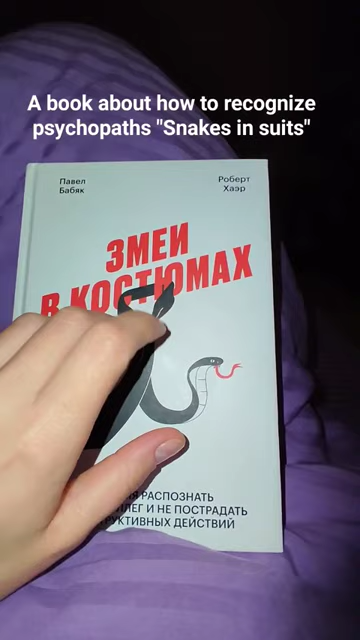 A book about how to recognize
psychopaths "Snakes in suits"
Павел
Бабяк
Роберт
Хаэр
ЗМЕИ
В КОСТЮМАХ
РАСПОЗНАТЬ
И НЕ ПОСТРАДАТЬ
ДЕЙСТВИЙ